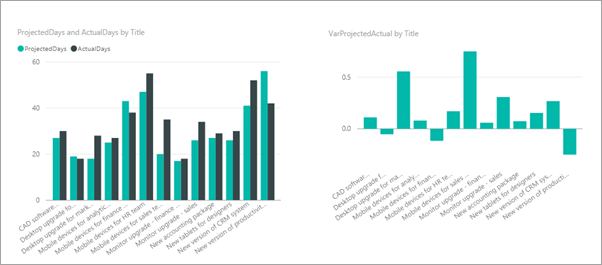 ProjectedDays and ActualDays by Title
ProjectedDays ActualDays
60
40
20
0
CAD software...
Desktop upgrade fo...
Desktop upgrade for mark...
Mobile devices for analytic...
Mobile devices for finance ...
Mobile devices for HR team
Mobile devices for sales te...
Monitor upgrade - finance ...
Monitor upgrade - sales
New accounting package
New tablets for designers
New version of CRM system
New version of productivit...
VarProjectedActual by Title
0.5
0.0
CAD softwar...
Desktop upgrade f...
Desktop upgrade for ma...
Mobile devices for analy...
Mobile devices for finan...
Mobile devices for HR te...
Mobile devices for sales ...
Monitor upgrade - finan...
Monitor upgrade - sales
New accounting package
New tablets for designers
New version of CRM sys...
New version of producti...